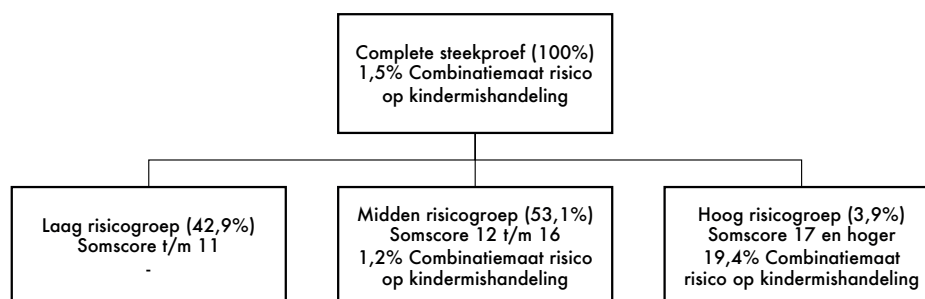 Complete steekproef (100%)
1,5% Combinatiemaat risico
op kindermishandeling
Laag risicogroep (42,9%)
Somscore t/m 11
-
Midden risicogroep (53,1%)
Somscore 12 t/m 16
1,2% Combinatiemaat risico
op kindermishandeling
Hoog risicogroep (3,9%)
Somscore 17 en hoger
19,4% Combinatiemaat
risico op kindermishandeling